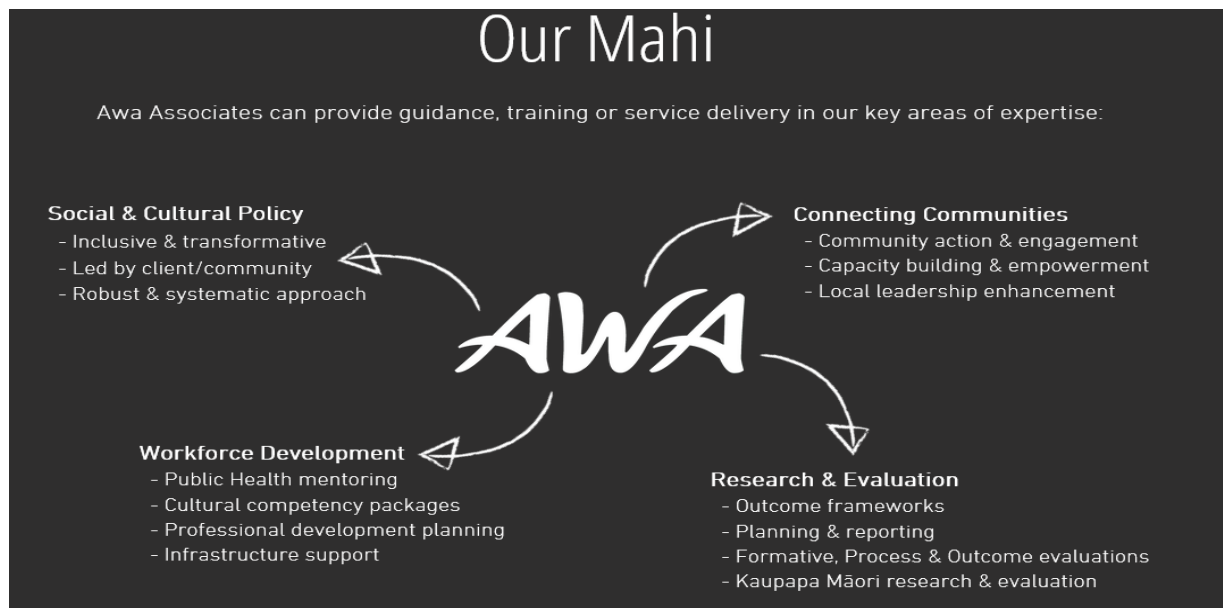 Our Mahi
Awa Associates can provide guidance, training or service delivery in our key areas of expertise:
Social & Cultural Policy
- Inclusive & transformative
- Led by client/community
- Robust & systematic approach
Connecting Communities
- Community action & engagement
- Capacity building & empowerment
- Local leadership enhancement
AWA
Workforce Development
- Public Health mentoring
- Cultural competency packages
- Professional development planning
- Infrastructure support
Research & Evaluation
- Outcome frameworks
- Planning & reporting
- Formative, Process & Outcome evaluations
- Kaupapa Māori research & evaluation